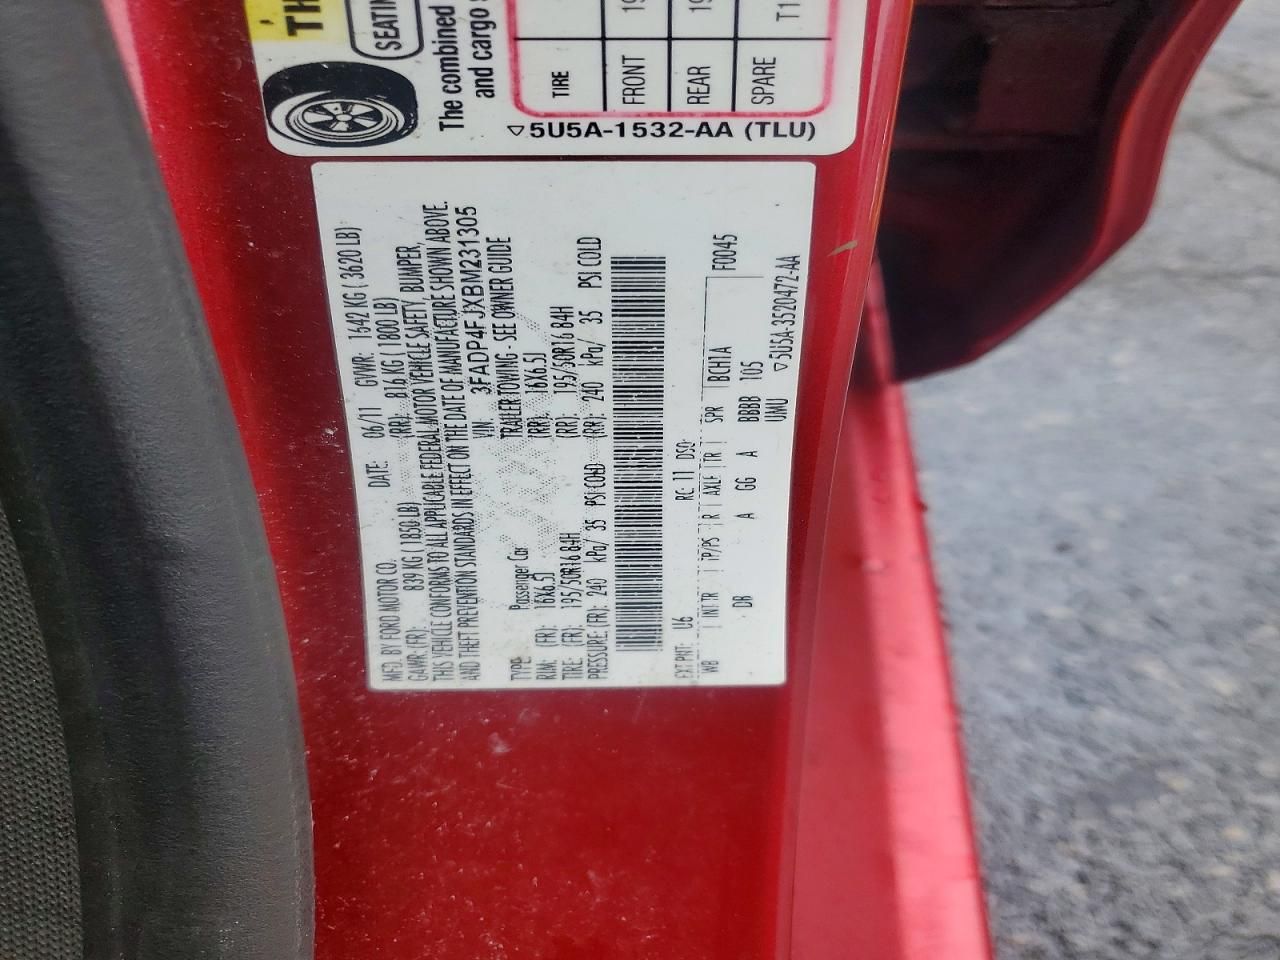 TH
SEATIN
The combined
and cargo s
TIRE
FRONT 19
REAR 19
SPARE T1
▽5U5A-1532-AA (TLU)
MFD. BY FORD MOTOR CO.
DATE: 06/11 GVWR: 1642 KG ( 3620 LB)
GAWR: (FR): 839 KG ( 1850 LB) (RR): 816 KG ( 1800 LB)
THIS VEHICLE CONFORMS TO ALL APPLICABLE FEDERAL MOTOR VEHICLE SAFETY, BUMPER,
AND THEFT PREVENTION STANDARDS IN EFFECT ON THE DATE OF MANUFACTURE SHOWN ABOVE.
VIN: 3FADP4FJXBM231305
TYPE: Passenger Car TRAILER TOWING - SEE OWNER GUIDE
RIM: (FR): 16X6.5J (RR): 16X6.5J
TIRE: (FR): 195/50R16 84H (RR): 195/50R16 84H
PRESSURE: (FR): 240 kPa/ 35 PSI COLD (RR): 240 kPa/ 35 PSI COLD
EXT PNT: U6 RC: 11 DSO: F0045
WB INT TR TP/PS R AXLE TR SPR BCH1A
DB A GG A BBBB 105
UMU ▽5U5A-3520472-AA